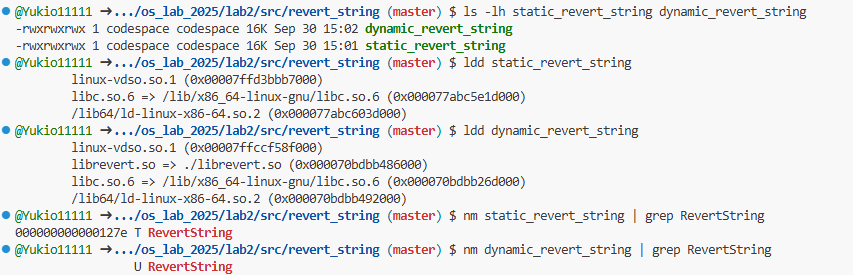 @Yukio11111 ➜.../os_lab_2025/lab2/src/revert_string (master) $ ls -lh static_revert_string dynamic_revert_string
-rwxrwxrwx 1 codespace codespace 16K Sep 30 15:02 dynamic_revert_string
-rwxrwxrwx 1 codespace codespace 16K Sep 30 15:01 static_revert_string
@Yukio11111 ➜.../os_lab_2025/lab2/src/revert_string (master) $ ldd static_revert_string
linux-vdso.so.1 (0x00007ffd3bbb7000)
libc.so.6 => /lib/x86_64-linux-gnu/libc.so.6 (0x000077abc5e1d000)
/lib64/ld-linux-x86-64.so.2 (0x000077abc603d000)
@Yukio11111 ➜.../os_lab_2025/lab2/src/revert_string (master) $ ldd dynamic_revert_string
linux-vdso.so.1 (0x00007ffccf58f000)
librevert.so => ./librevert.so (0x000070bdbb486000)
libc.so.6 => /lib/x86_64-linux-gnu/libc.so.6 (0x000070bdbb26d000)
/lib64/ld-linux-x86-64.so.2 (0x000070bdbb492000)
@Yukio11111 ➜.../os_lab_2025/lab2/src/revert_string (master) $ nm static_revert_string | grep RevertString
000000000000127e T RevertString
@Yukio11111 ➜.../os_lab_2025/lab2/src/revert_string (master) $ nm dynamic_revert_string | grep RevertString
U RevertString